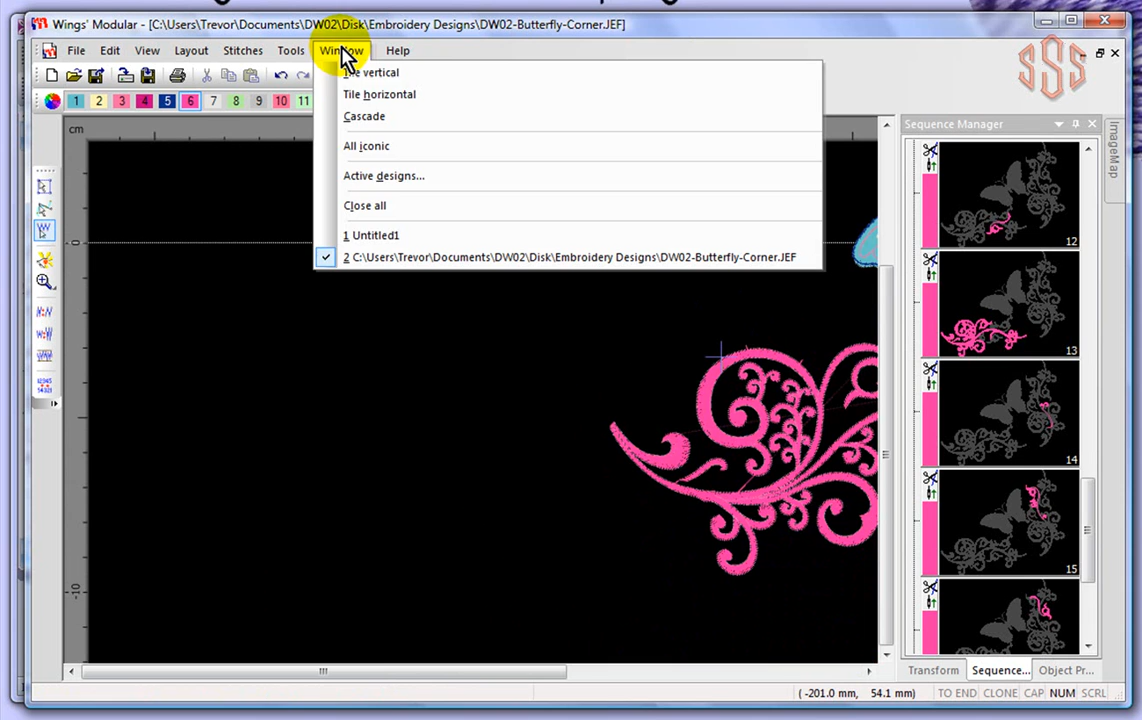 Wings' Modular - [C:\Users\Trevor\Documents\DW02\Disk\Embroidery Designs\DW02-Butterfly-Corner.JEF]
File Edit View Layout Stitches Tools Window Help
vertical
Tile horizontal
Cascade
All iconic
Active designs...
Close all
1 Untitled1
2 C:\Users\Trevor\Documents\DW02\Disk\Embroidery Designs\DW02-Butterfly-Corner.JEF
1 2 3 4 5 6 7 8 9 10 11
cm
0
-10
Sequence Manager
ImageMap
12
13
14
15
Transform Sequence... Object Pr...
( -201.0 mm, 54.1 mm) TO END CLONE CAP NUM SCRL
SSS